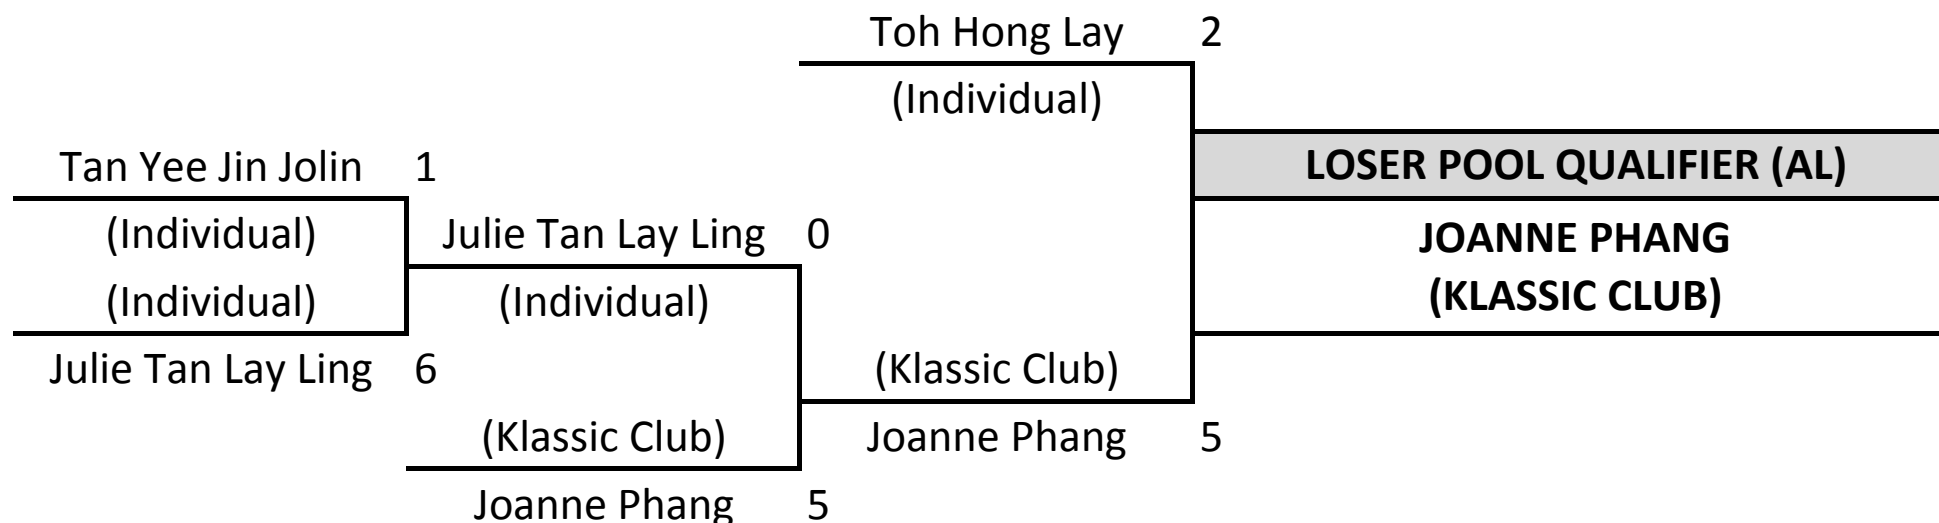 Toh Hong Lay 2
(Individual)
LOSER POOL QUALIFIER (AL)
Tan Yee Jin Jolin 1
(Individual)
Julie Tan Lay Ling 0
JOANNE PHANG
(Individual)
(Individual)
(KLASSIC CLUB)
Julie Tan Lay Ling 6
(Klassic Club)
(Klassic Club)
Joanne Phang 5
Joanne Phang 5